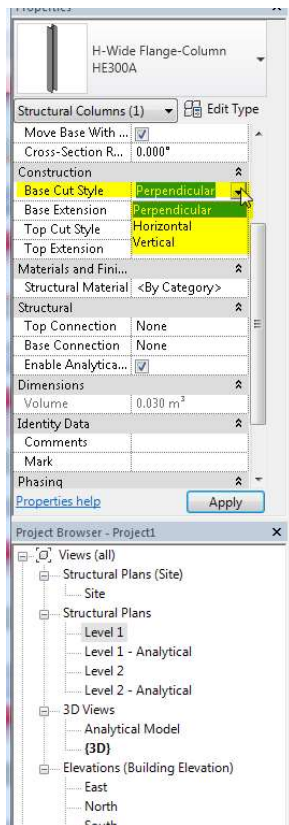 Properties
H-Wide Flange-Column
HE300A
Structural Columns (1) Edit Type
Move Base With ...
Cross-Section R... 0.000°
Construction
Base Cut Style Perpendicular
Base Extension Perpendicular
Top Cut Style Horizontal
Top Extension Vertical
Materials and Fini...
Structural Material <By Category>
Structural
Top Connection None
Base Connection None
Enable Analytica...
Dimensions
Volume 0.030 m³
Identity Data
Comments
Mark
Phasing
Properties help Apply
Project Browser - Project1 x
Views (all)
Structural Plans (Site)
Site
Structural Plans
Level 1
Level 1 - Analytical
Level 2
Level 2 - Analytical
3D Views
Analytical Model
{3D}
Elevations (Building Elevation)
East
North
South